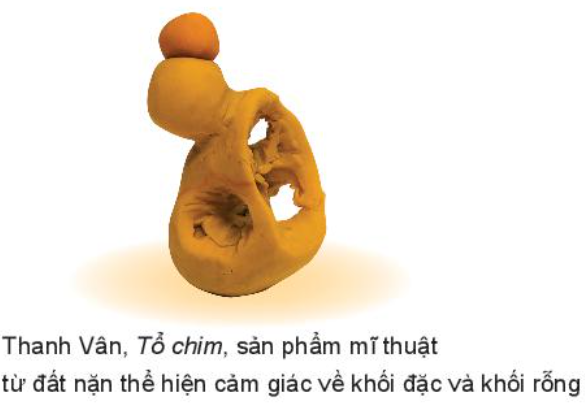 Thanh Vân, Tổ chim, sản phẩm mĩ thuật
từ đất nặn thể hiện cảm giác về khối đặc và khối rỗng